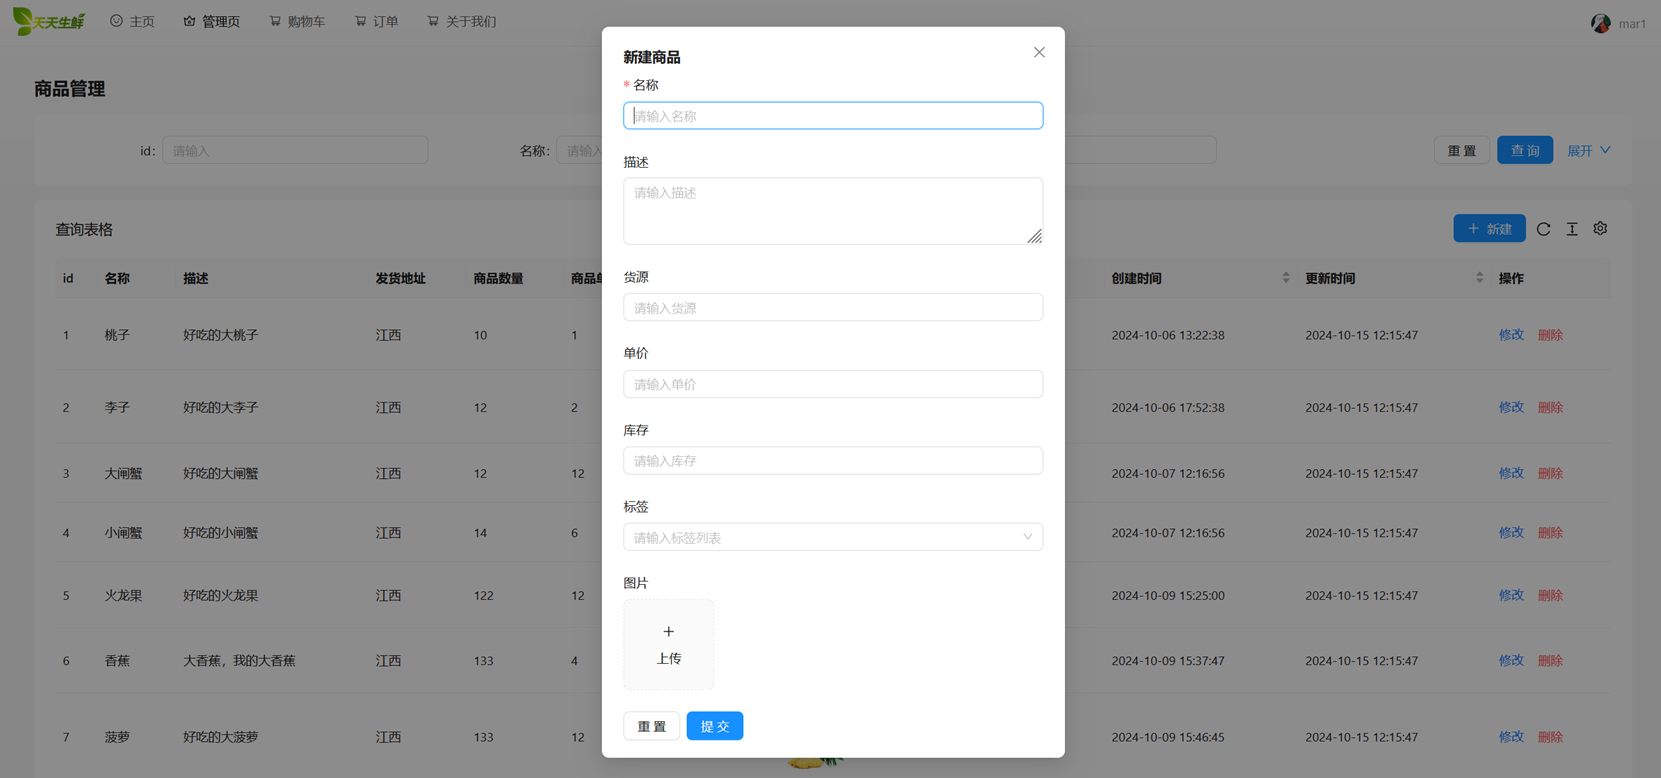 天天生鲜 主页 管理页 购物车 订单 关于我们 mar1
商品管理
id： 请输入 名称： 请输入 重 置 查 询 展开
查询表格 新建
id 名称 描述 发货地址 商品数量 商品单 创建时间 更新时间 操作
1 桃子 好吃的大桃子 江西 10 1 2024-10-06 13:22:38 2024-10-15 12:15:47 修改 删除
2 李子 好吃的大李子 江西 12 2 2024-10-06 17:52:38 2024-10-15 12:15:47 修改 删除
3 大闸蟹 好吃的大闸蟹 江西 12 12 2024-10-07 12:16:56 2024-10-15 12:15:47 修改 删除
4 小闸蟹 好吃的小闸蟹 江西 14 6 2024-10-07 12:16:56 2024-10-15 12:15:47 修改 删除
5 火龙果 好吃的火龙果 江西 122 12 2024-10-09 15:25:00 2024-10-15 12:15:47 修改 删除
6 香蕉 大香蕉，我的大香蕉 江西 133 4 2024-10-09 15:37:47 2024-10-15 12:15:47 修改 删除
7 菠萝 好吃的大菠萝 江西 133 12 2024-10-09 15:46:45 2024-10-15 12:15:47 修改 删除
新建商品
* 名称
请输入名称
描述
请输入描述
货源
请输入货源
单价
请输入单价
库存
请输入库存
标签
请输入标签列表
图片
上传
重 置 提 交